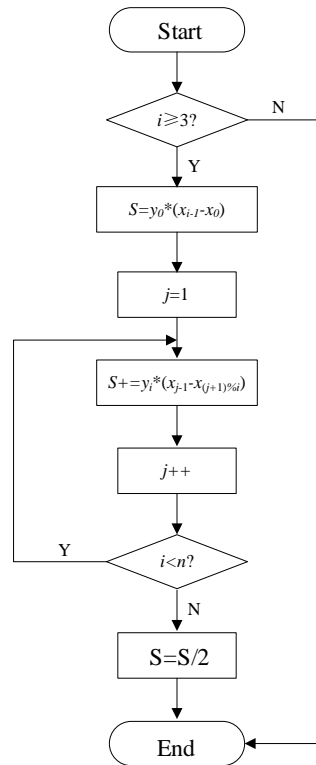 Start
i≥3?
N
Y
S=y₀*(xᵢ₋₁-x₀)
j=1
S+=yᵢ*(xⱼ₋₁-x₍ⱼ₊₁₎%ᵢ)
j++
Y
i<n?
N
S=S/2
End